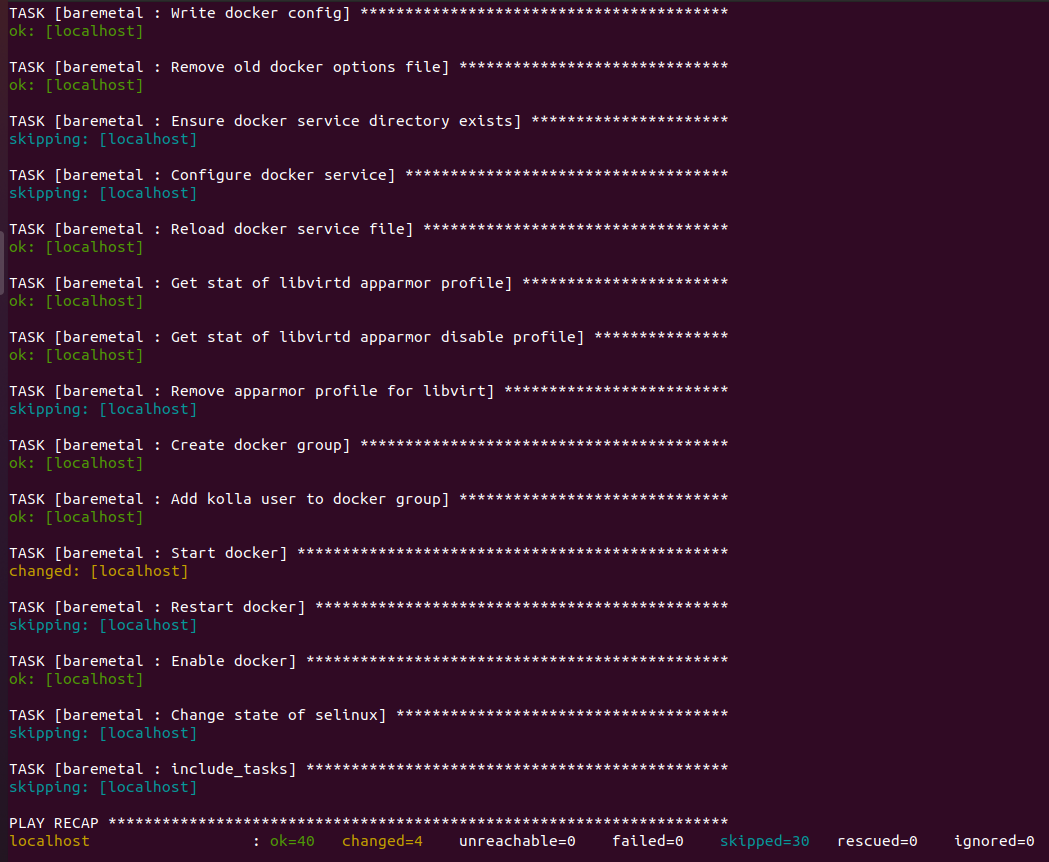 TASK [baremetal : Write docker config] *****************************************
ok: [localhost]
TASK [baremetal : Remove old docker options file] ******************************
ok: [localhost]
TASK [baremetal : Ensure docker service directory exists] **********************
skipping: [localhost]
TASK [baremetal : Configure docker service] ************************************
skipping: [localhost]
TASK [baremetal : Reload docker service file] **********************************
ok: [localhost]
TASK [baremetal : Get stat of libvirtd apparmor profile] ***********************
ok: [localhost]
TASK [baremetal : Get stat of libvirtd apparmor disable profile] ***************
ok: [localhost]
TASK [baremetal : Remove apparmor profile for libvirt] *************************
skipping: [localhost]
TASK [baremetal : Create docker group] *****************************************
ok: [localhost]
TASK [baremetal : Add kolla user to docker group] ******************************
ok: [localhost]
TASK [baremetal : Start docker] ************************************************
changed: [localhost]
TASK [baremetal : Restart docker] **********************************************
skipping: [localhost]
TASK [baremetal : Enable docker] ***********************************************
ok: [localhost]
TASK [baremetal : Change state of selinux] *************************************
skipping: [localhost]
TASK [baremetal : include_tasks] ***********************************************
skipping: [localhost]
PLAY RECAP *********************************************************************
localhost                  : ok=40   changed=4    unreachable=0    failed=0    skipped=30   rescued=0    ignored=0